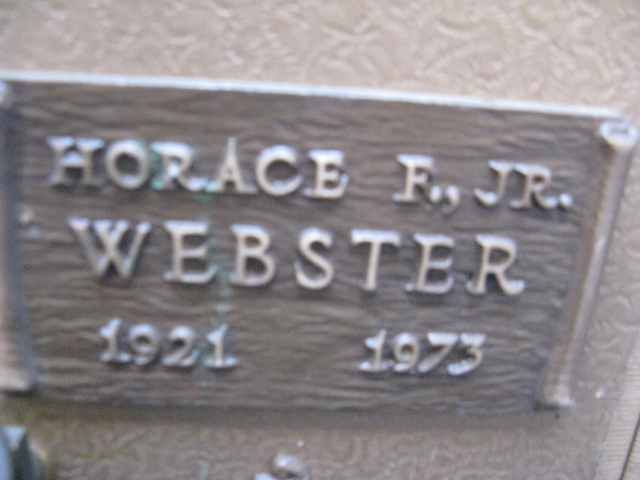 HORACE F., JR.
WEBSTER
1921 1973